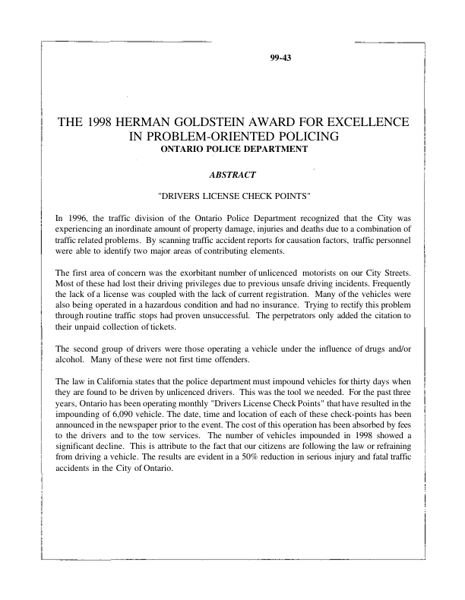 99-43
THE 1998 HERMAN GOLDSTEIN AWARD FOR EXCELLENCE
IN PROBLEM-ORIENTED POLICING
ONTARIO POLICE DEPARTMENT
ABSTRACT
"DRIVERS LICENSE CHECK POINTS"
In 1996, the traffic division of the Ontario Police Department recognized that the City was
experiencing an inordinate amount of property damage, injuries and deaths due to a combination of
traffic related problems. By scanning traffic accident reports for causation factors, traffic personnel
were able to identify two major areas of contributing elements.
The first area of concern was the exorbitant number of unlicenced motorists on our City Streets.
Most of these had lost their driving privileges due to previous unsafe driving incidents. Frequently
the lack of a license was coupled with the lack of current registration. Many of the vehicles were
also being operated in a hazardous condition and had no insurance. Trying to rectify this problem
through routine traffic stops had proven unsuccessful. The perpetrators only added the citation to
their unpaid collection of tickets.
The second group of drivers were those operating a vehicle under the influence of drugs and/or
alcohol. Many of these were not first time offenders.
The law in California states that the police department must impound vehicles for thirty days when
they are found to be driven by unlicenced drivers. This was the tool we needed. For the past three
years, Ontario has been operating monthly "Drivers License Check Points" that have resulted in the
impounding of 6,090 vehicle. The date, time and location of each of these check-points has been
announced in the newspaper prior to the event. The cost of this operation has been absorbed by fees
to the drivers and to the tow services. The number of vehicles impounded in 1998 showed a
significant decline. This is attribute to the fact that our citizens are following the law or refraining
from driving a vehicle. The results are evident in a 50% reduction in serious injury and fatal traffic
accidents in the City of Ontario.